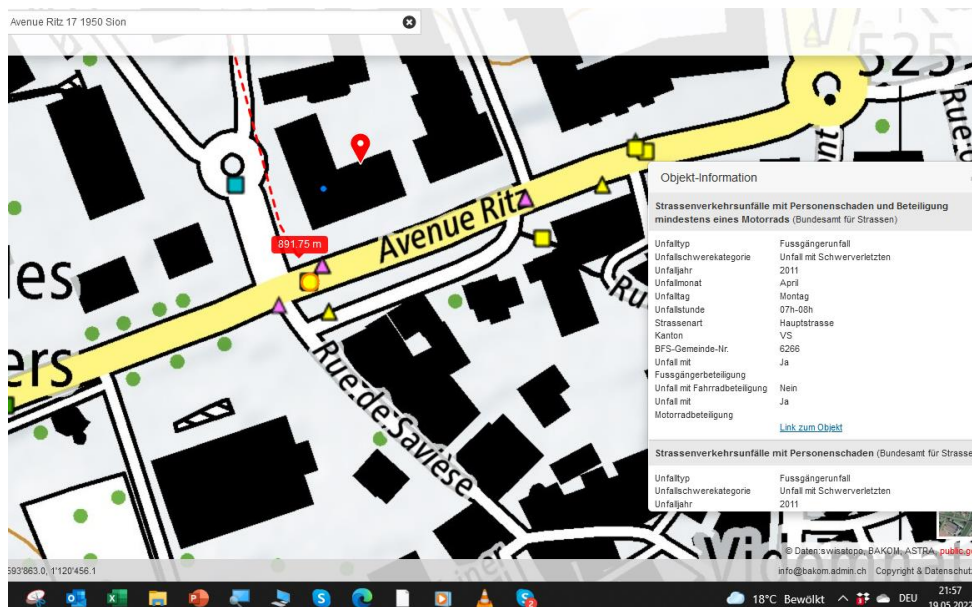 Avenue Ritz 17 1950 Sion
525
891.75 m
Avenue Ritz
Rue de Savièse
Objekt-Information
Strassenverkehrsunfälle mit Personenschaden und Beteiligung
mindestens eines Motorrads (Bundesamt für Strassen)
Unfalltyp Fussgängerunfall
Unfallschwerekategorie Unfall mit Schwerverletzten
Unfalljahr 2011
Unfallmonat April
Unfalltag Montag
Unfallstunde 07h-08h
Strassenart Hauptstrasse
Kanton VS
BFS-Gemeinde-Nr. 6266
Unfall mit Ja
Fussgängerbeteiligung
Unfall mit Fahrradbeteiligung Nein
Unfall mit Ja
Motorradbeteiligung
Link zum Objekt
Strassenverkehrsunfälle mit Personenschaden (Bundesamt für Strasse
Unfalltyp Fussgängerunfall
Unfallschwerekategorie Unfall mit Schwerverletzten
Unfalljahr 2011
© Daten:swisstopo, BAKOM, ASTRA, public.ge
593'863.0, 1'120'456.1
info@bakom.admin.ch Copyright & Datenschutz
18°C Bewölkt DEU 21:57